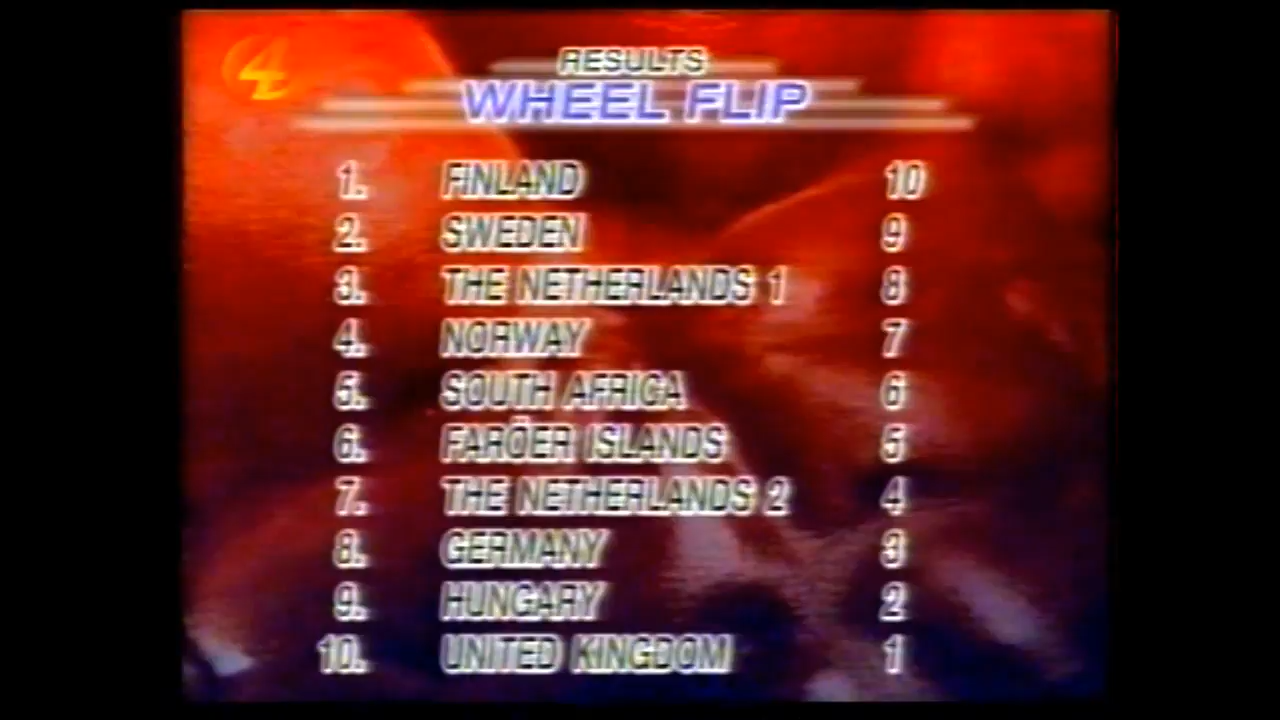 4
RESULTS
WHEEL FLIP
1. FINLAND 10
2. SWEDEN 9
3. THE NETHERLANDS 1 8
4. NORWAY 7
5. SOUTH AFRICA 6
6. FARÖER ISLANDS 5
7. THE NETHERLANDS 2 4
8. GERMANY 3
9. HUNGARY 2
10. UNITED KINGDOM 1